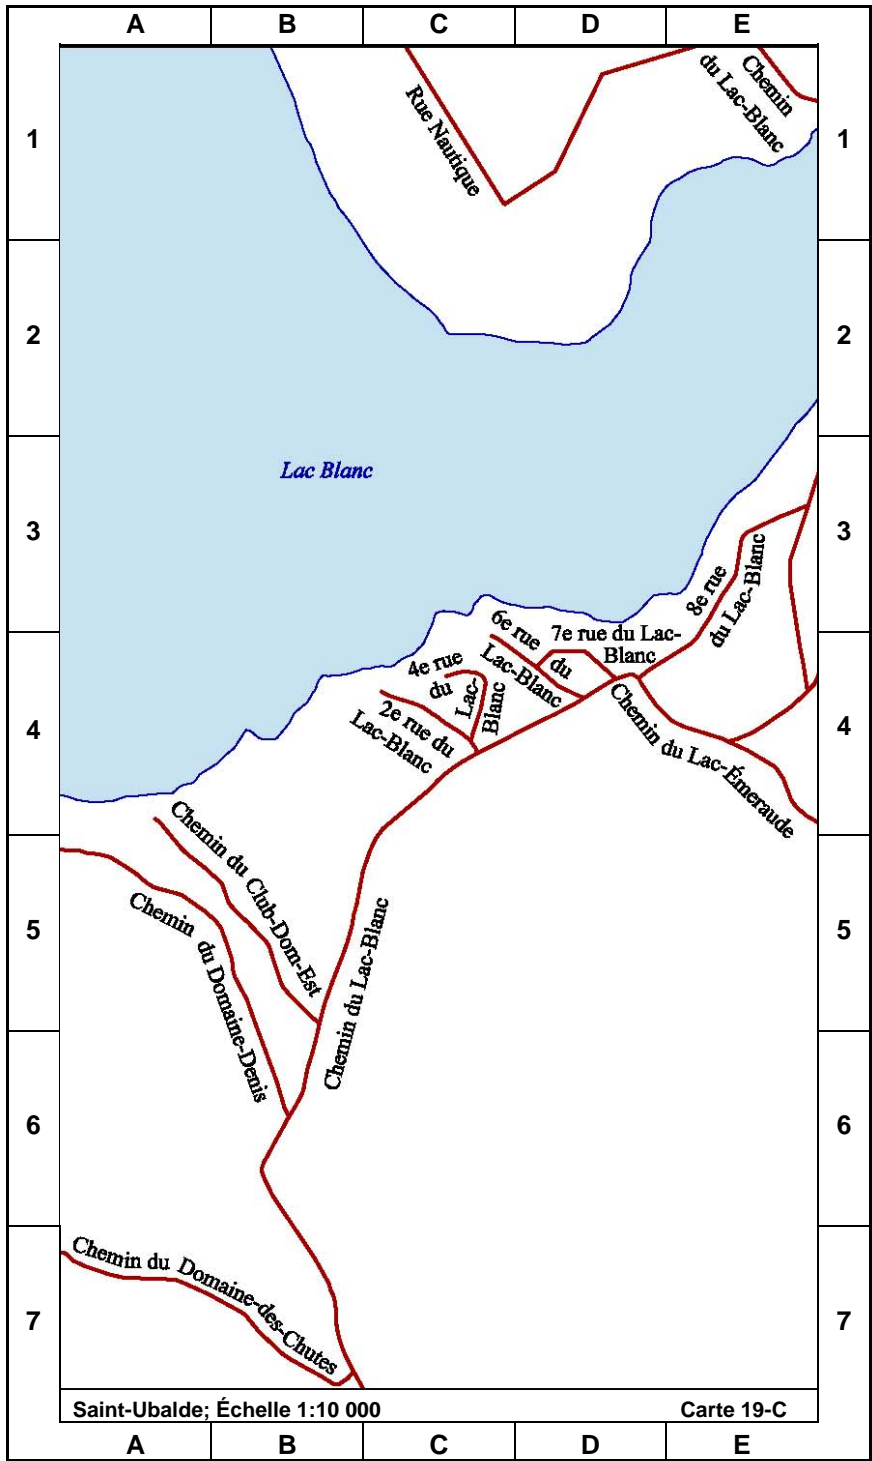 A B C D E
1 1
2 2
3 3
4 4
5 5
6 6
7 7
Rue Nautique
Chemin
du Lac-Blanc
Lac Blanc
8e rue
du Lac-Blanc
6e rue
du
Lac-Blanc
7e rue du Lac-
Blanc
4e rue
du
Lac-
Blanc
2e rue du
Lac-Blanc
Chemin du Lac-Émeraude
Chemin du Club-Dom-Est
Chemin du Domaine-Denis
Chemin du Lac-Blanc
Chemin du Domaine-des-Chutes
Saint-Ubalde; Échelle 1:10 000 Carte 19-C
A B C D E